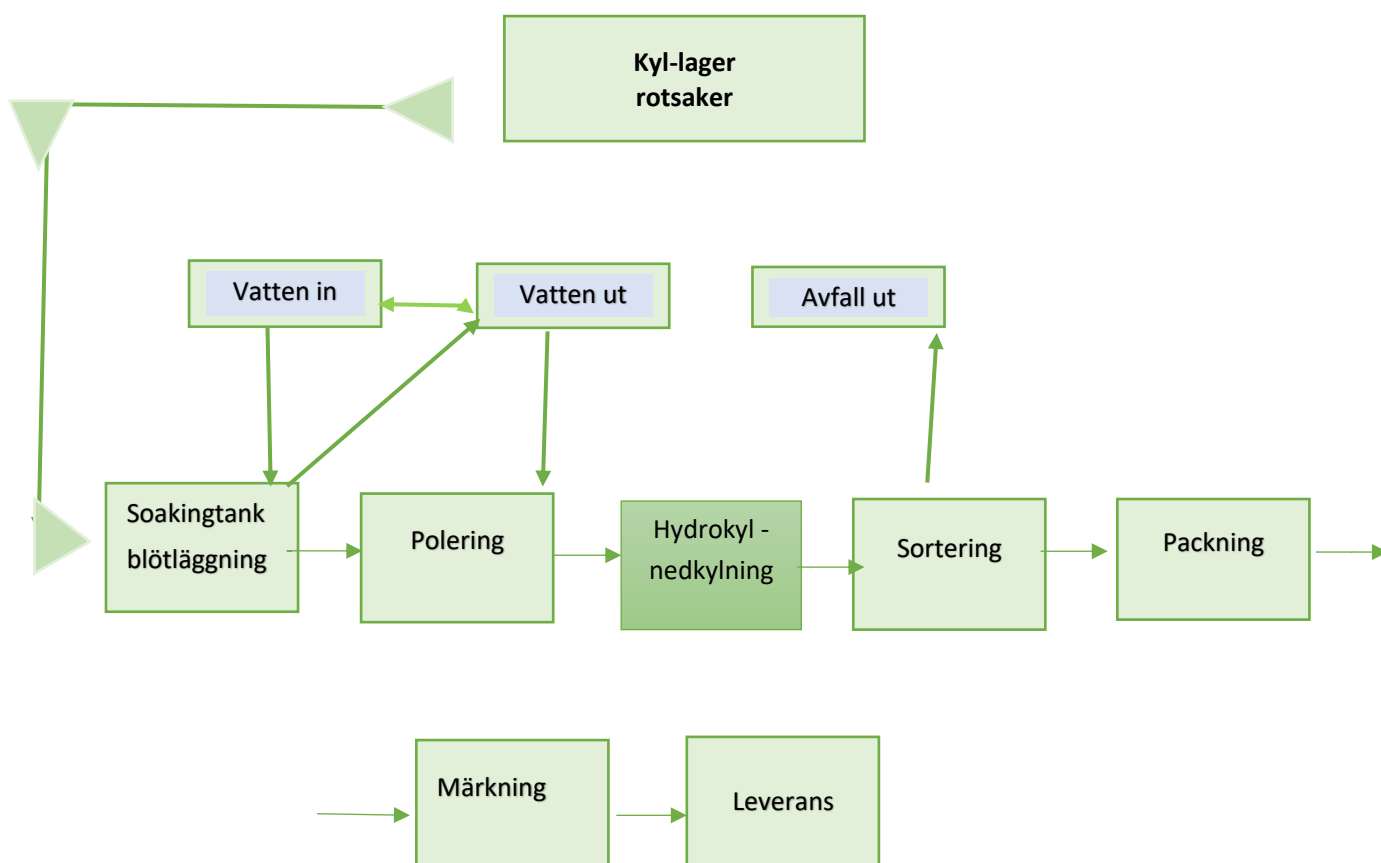 Kyl-lager
rotsaker
Vatten in
Vatten ut
Avfall ut
Soakingtank
blötläggning
Polering
Hydrokyl -
nedkylning
Sortering
Packning
Märkning
Leverans